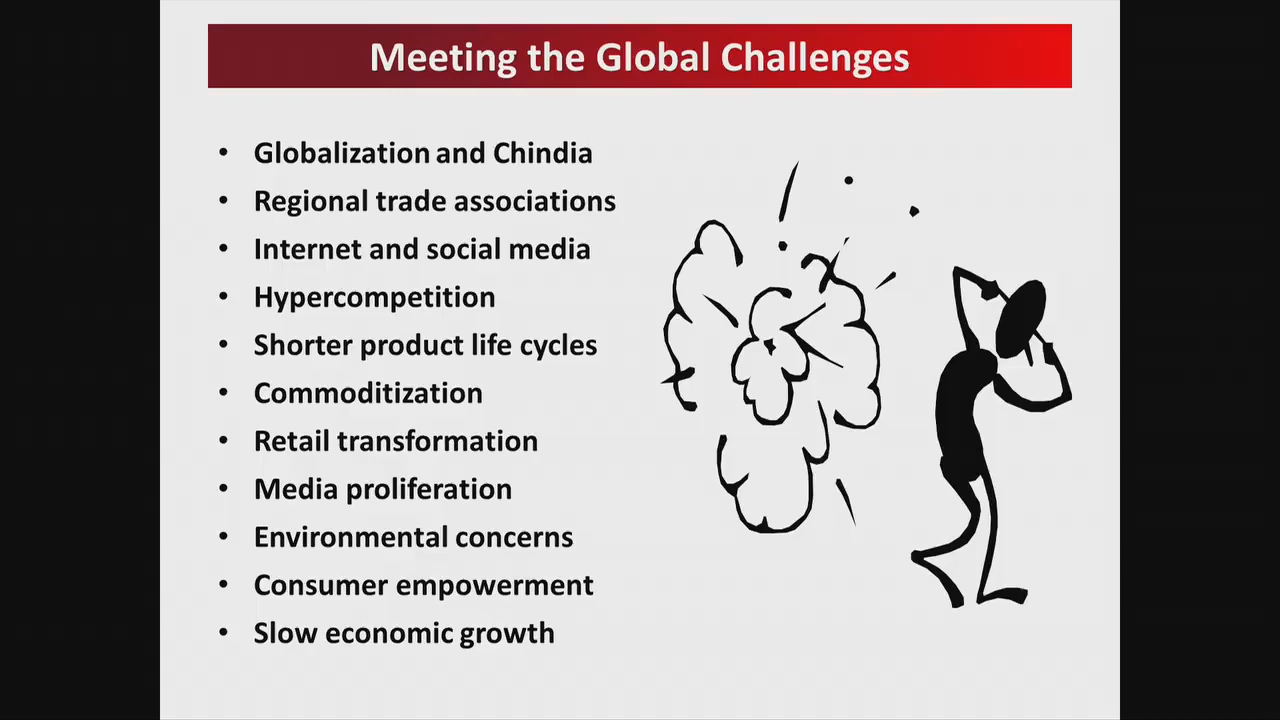 Meeting the Global Challenges
• Globalization and Chindia
• Regional trade associations
• Internet and social media
• Hypercompetition
• Shorter product life cycles
• Commoditization
• Retail transformation
• Media proliferation
• Environmental concerns
• Consumer empowerment
• Slow economic growth